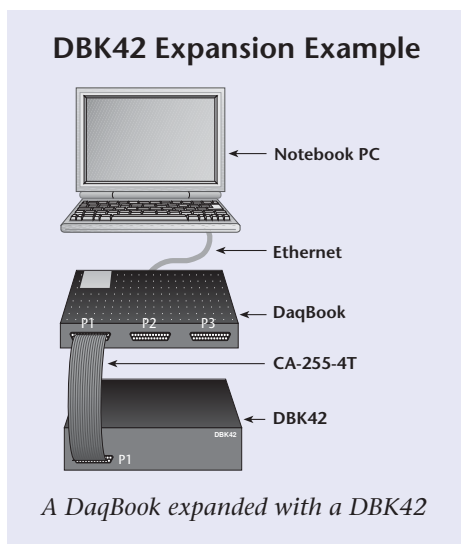 DBK42 Expansion Example
Notebook PC
Ethernet
DaqBook
P1 P2 P3
CA-255-4T
DBK42
DBK42
P1
A DaqBook expanded with a DBK42